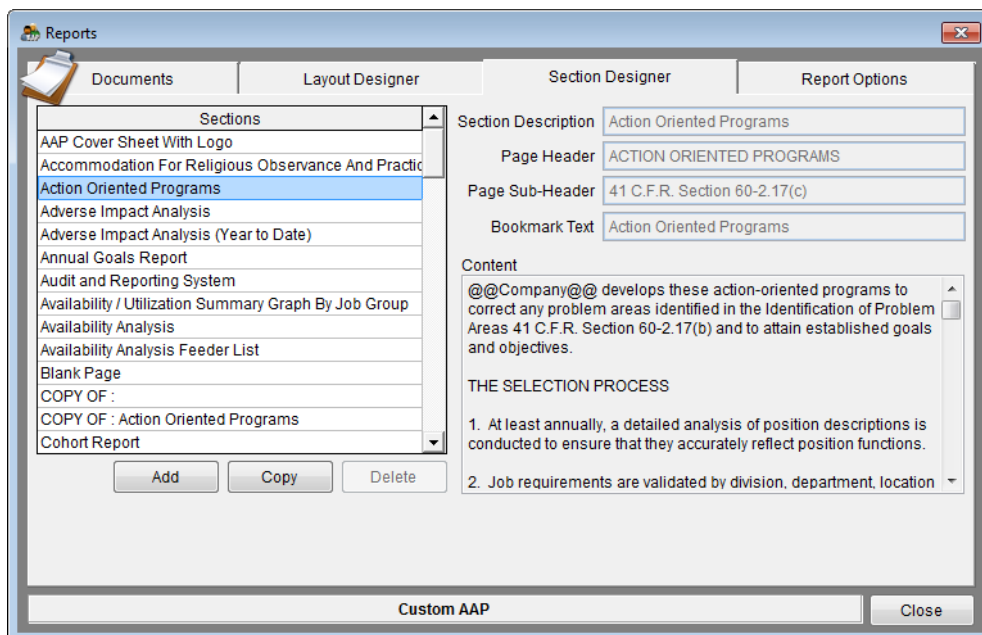 Reports
Documents
Layout Designer
Section Designer
Report Options
Sections
AAP Cover Sheet With Logo
Accommodation For Religious Observance And Practic
Action Oriented Programs
Adverse Impact Analysis
Adverse Impact Analysis (Year to Date)
Annual Goals Report
Audit and Reporting System
Availability / Utilization Summary Graph By Job Group
Availability Analysis
Availability Analysis Feeder List
Blank Page
COPY OF :
COPY OF : Action Oriented Programs
Cohort Report
Add
Copy
Delete
Section Description
Action Oriented Programs
Page Header
ACTION ORIENTED PROGRAMS
Page Sub-Header
41 C.F.R. Section 60-2.17(c)
Bookmark Text
Action Oriented Programs
Content
@@Company@@ develops these action-oriented programs to
correct any problem areas identified in the Identification of Problem
Areas 41 C.F.R. Section 60-2.17(b) and to attain established goals
and objectives.
THE SELECTION PROCESS
1. At least annually, a detailed analysis of position descriptions is
conducted to ensure that they accurately reflect position functions.
2. Job requirements are validated by division, department, location
Custom AAP
Close